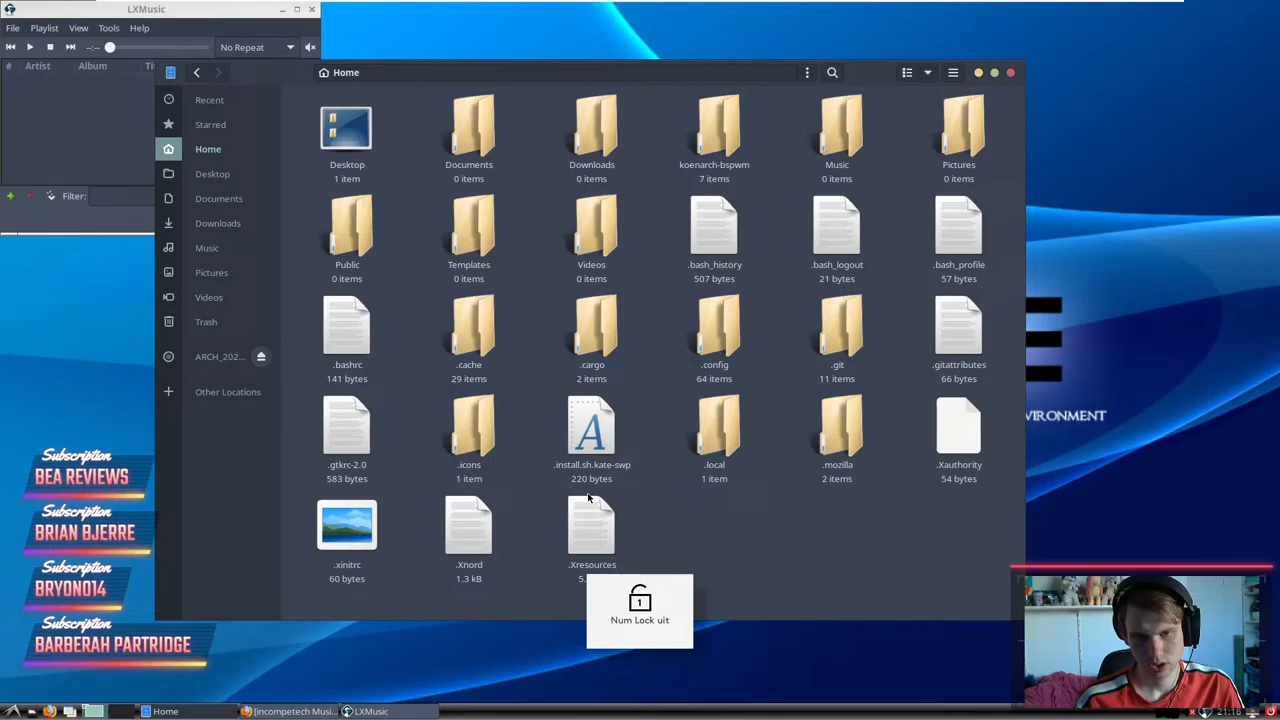 LXMusic
File Playlist View Tools Help
--:-- No Repeat
# Artist Album Ti
Filter:
Home
Recent
Starred
Home
Desktop
Documents
Downloads
Music
Pictures
Videos
Trash
ARCH_202...
Other Locations
Desktop Documents Downloads koenarch-bspwm Music Pictures
1 item 0 items 0 items 7 items 0 items 0 items
Public Templates Videos .bash_history .bash_logout .bash_profile
0 items 0 items 0 items 507 bytes 21 bytes 57 bytes
.bashrc .cache .cargo .config .git .gitattributes
141 bytes 29 items 2 items 64 items 11 items 66 bytes
.gtkrc-2.0 .icons .install.sh.kate-swp .local .mozilla .Xauthority
583 bytes 1 item 220 bytes 1 item 2 items 54 bytes
.xinitrc .Xnord .Xresources
60 bytes 1.3 kB 5.
1
Num Lock uit
Subscription
BEA REVIEWS
Subscription
BRIAN BJERRE
Subscription
BRYONO14
Subscription
BARBERAH PARTRIDGE
NVIRONMENT
Home [incompetech Musi... LXMusic 21:16